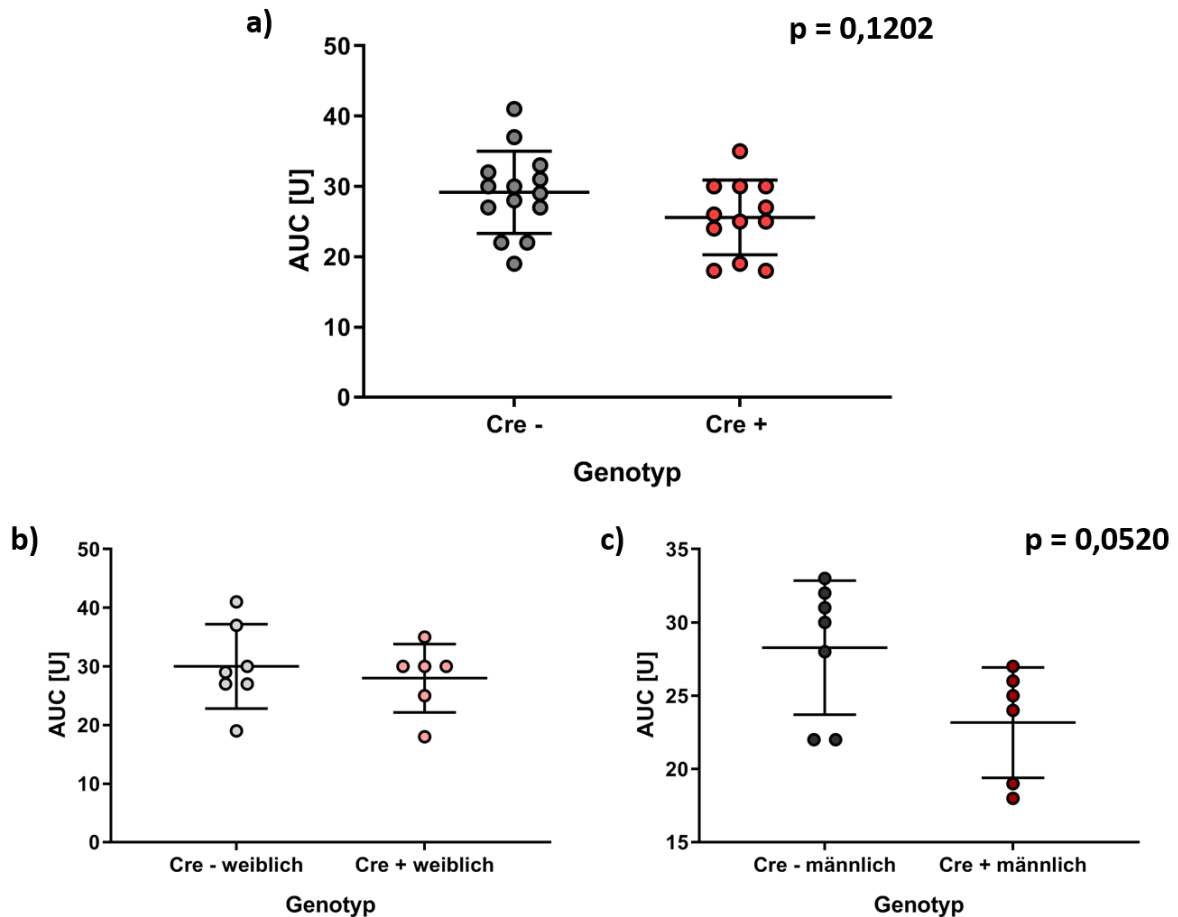 a)
p = 0,1202
50
40
30
20
10
0
AUC [U]
Cre - Cre +
Genotyp
b)
50
40
30
20
10
0
AUC [U]
Cre - weiblich Cre + weiblich
Genotyp
c)
p = 0,0520
35
30
25
20
15
AUC [U]
Cre - männlich Cre + männlich
Genotyp